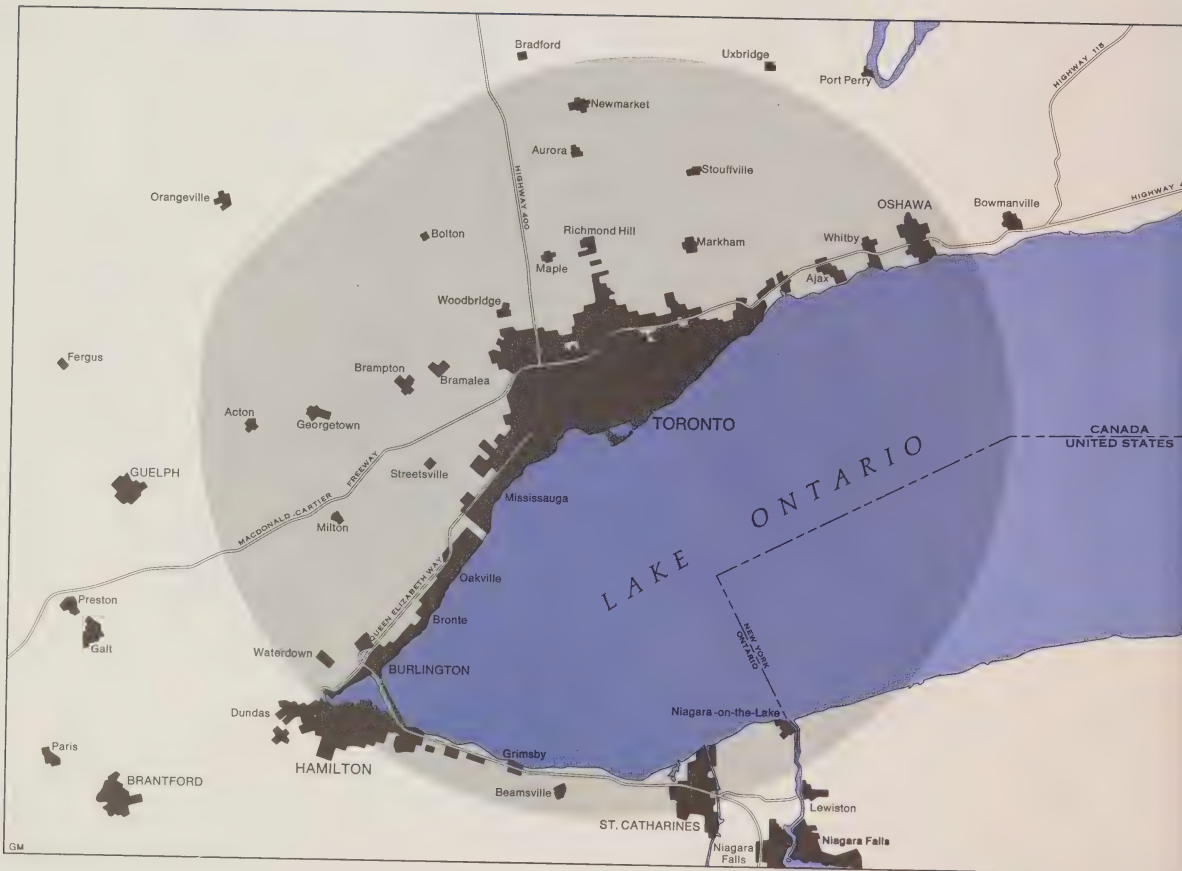 Bradford
Uxbridge
Port Perry
HIGHWAY 115
Newmarket
HIGHWAY 400
Aurora
Stouffville
Orangeville
OSHAWA
Bowmanville
HIGHWAY 4
Bolton
Richmond Hill
Markham
Whitby
Maple
Ajax
Woodbridge
Fergus
Brampton
Bramalea
Acton
Georgetown
TORONTO
CANADA
UNITED STATES
GUELPH
Streetsville
MACDONALD-CARTIER FREEWAY
Mississauga
LAKE ONTARIO
Milton
Oakville
QUEEN ELIZABETH WAY
Preston
Galt
Bronte
NEW YORK
ONTARIO
Waterdown
BURLINGTON
Dundas
Niagara-on-the-Lake
Paris
Grimsby
HAMILTON
BRANTFORD
Beamsville
Lewiston
ST. CATHARINES
Niagara Falls
Niagara
Falls
GM